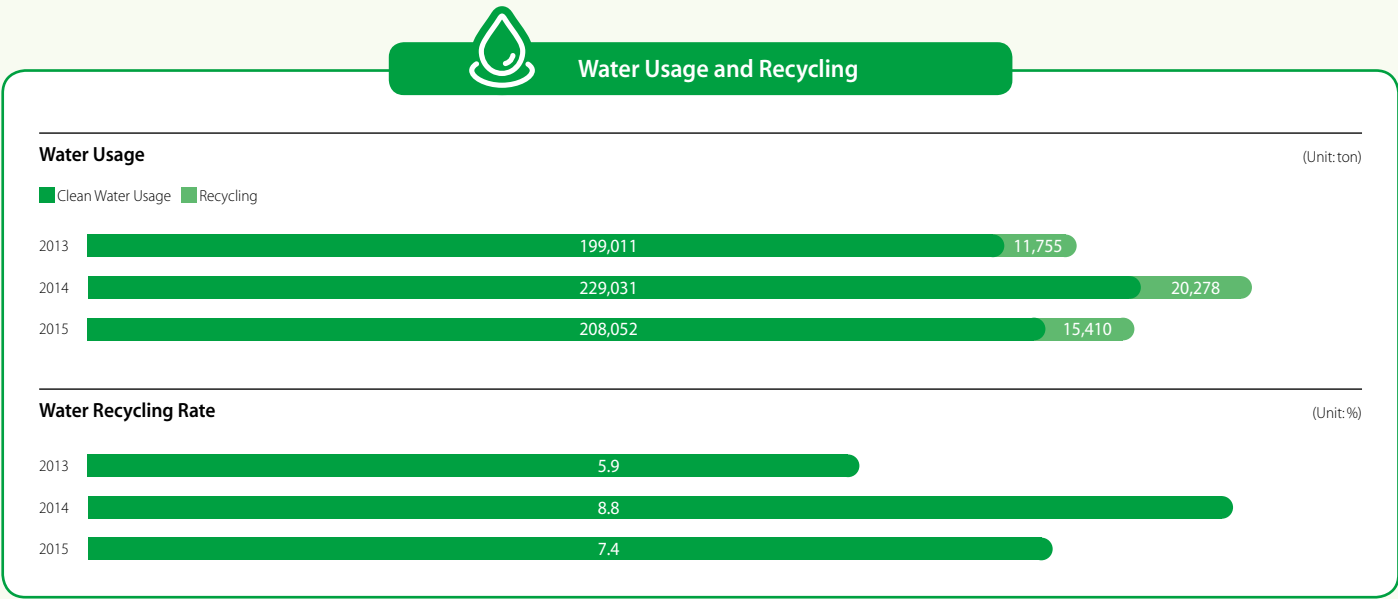 Water Usage and Recycling
Water Usage
(Unit: ton)
Clean Water Usage Recycling
2013 199,011 11,755
2014 229,031 20,278
2015 208,052 15,410
Water Recycling Rate
(Unit: %)
2013 5.9
2014 8.8
2015 7.4